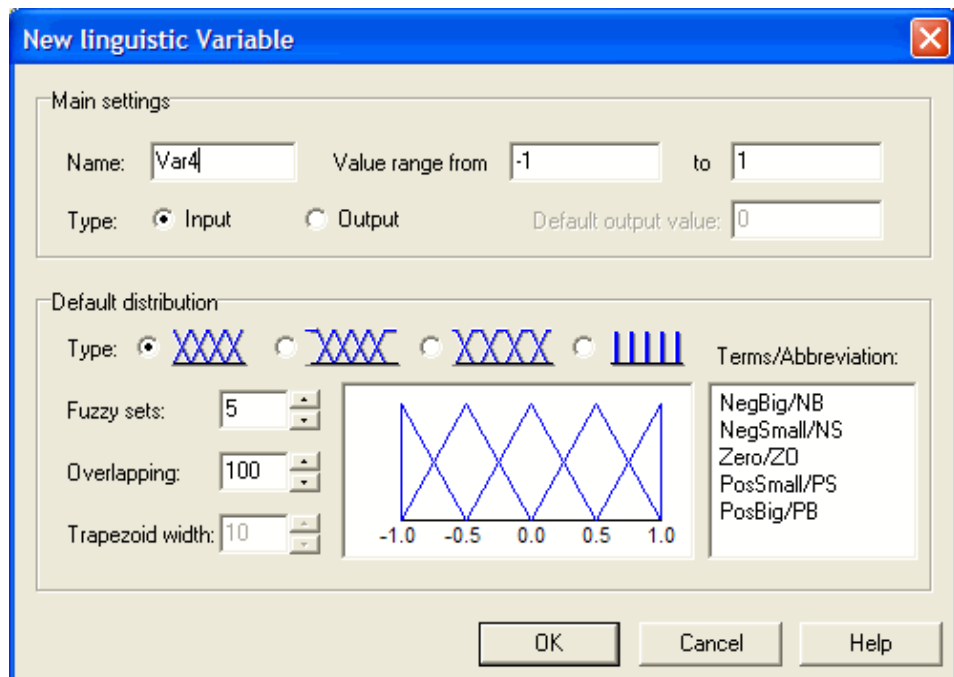 New linguistic Variable
Main settings
Name: Var4 Value range from -1 to 1
Type: Input Output Default output value: 0
Default distribution
Type: Terms/Abbreviation:
Fuzzy sets: 5
Overlapping: 100
Trapezoid width: 10
-1.0 -0.5 0.0 0.5 1.0
NegBig/NB
NegSmall/NS
Zero/ZO
PosSmall/PS
PosBig/PB
OK Cancel Help